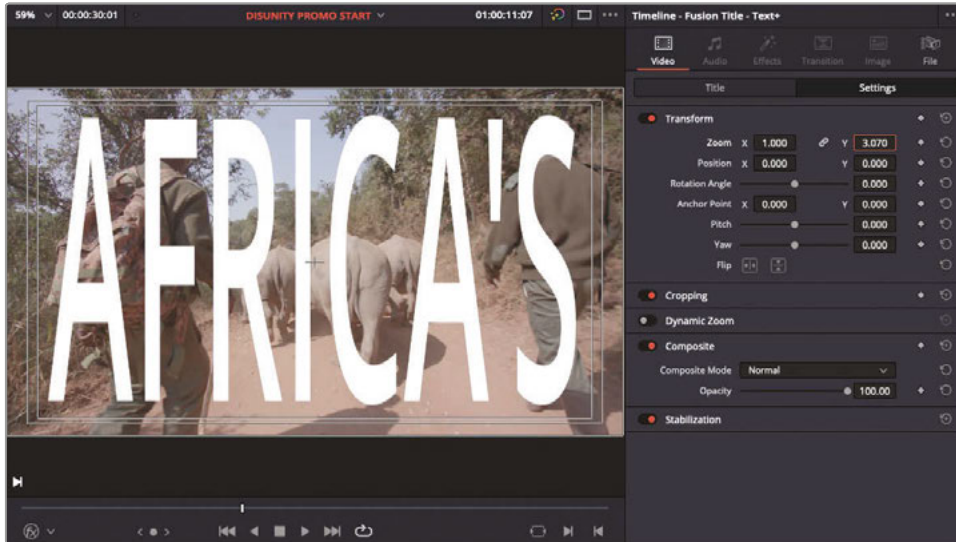 59% 00:00:30:01 DISUNITY PROMO START 01:00:11:07 Timeline - Fusion Title - Text+
Video Audio Effects Transition Image File
Title Settings
Transform
Zoom X 1.000 Y 3.070
Position X 0.000 Y 0.000
Rotation Angle 0.000
Anchor Point X 0.000 Y 0.000
Pitch 0.000
Yaw 0.000
Flip
Cropping
Dynamic Zoom
Composite
Composite Mode Normal
Opacity 100.00
Stabilization
AFRICA'S